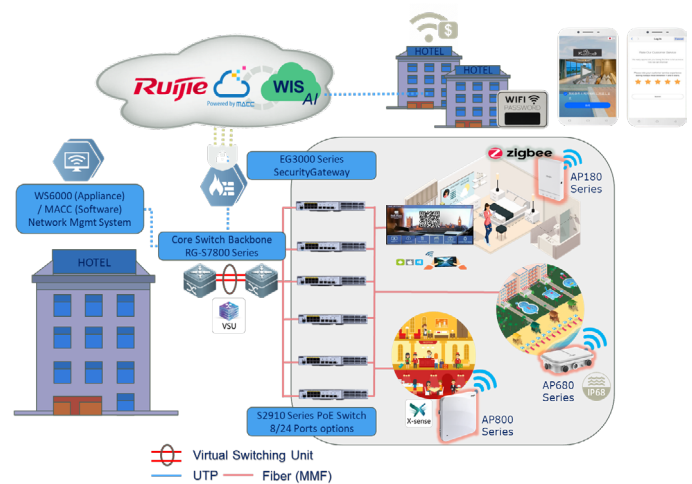 $
HOTEL
HOTEL
WIFI
PASSWORD
Ruijie
WIS
AI
Powered by MACC
EG3000 Series
SecurityGateway
zigbee
AP180
Series
WS6000 (Appliance)
/ MACC (Software)
Network Mgmt System
Core Switch Backbone
RG-S7800 Series
HOTEL
VSU
AP680
Series
IP68
X-sense
AP800
Series
S2910 Series PoE Switch
8/24 Ports options
Virtual Switching Unit
UTP
Fiber (MMF)